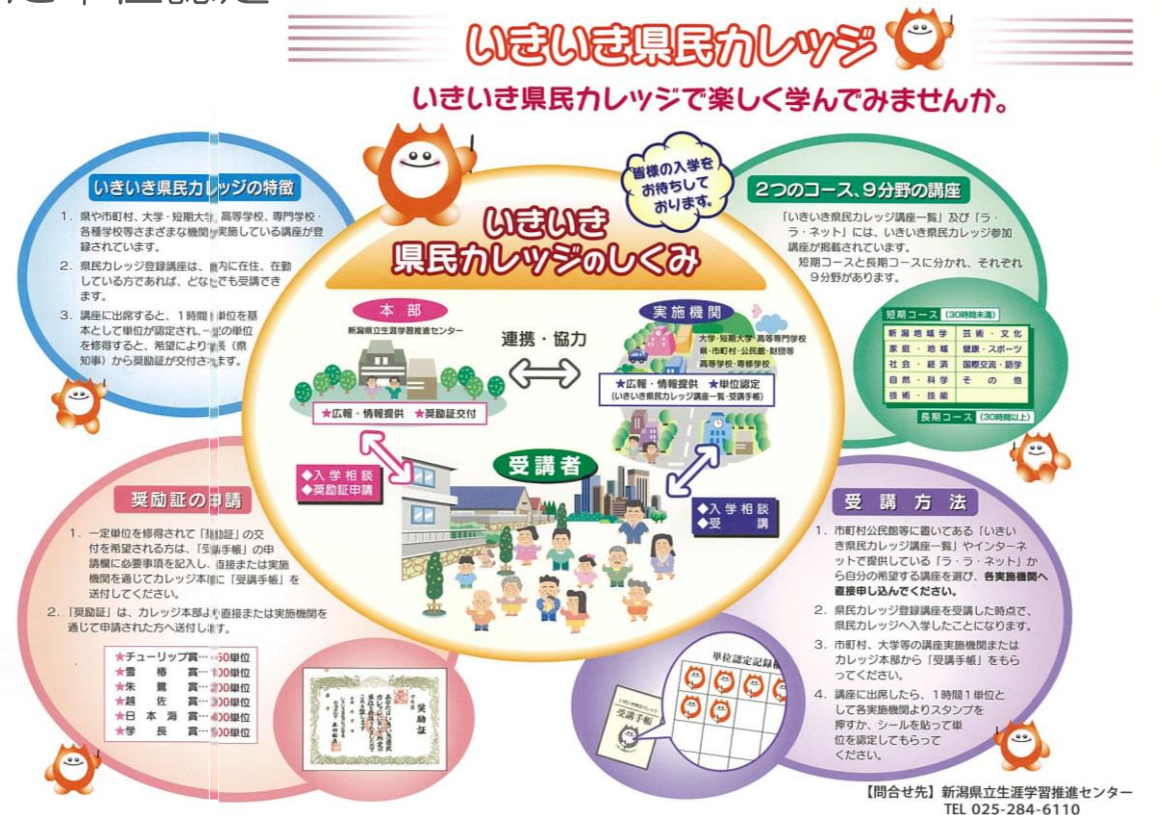 単位認定
いきいき県民カレッジ
いきいき県民カレッジで楽しく学んでみませんか。
皆様の入学を
お待ちして
おります。
いきいき県民カレッジの特徴
1. 県や市町村、大学・短期大学、高等学校、専門学校・
各種学校等さまざまな機関が実施している講座が登
録されています。
2. 県民カレッジ登録講座は、県内に在住、在勤
している方であれば、どなたでも受講でき
ます。
3. 講座に出席すると、1時間1単位を基
本として単位が認定され、一定の単位
を修得すると、希望により学長(県
知事)から奨励証が交付されます。
2つのコース、9分野の講座
「いきいき県民カレッジ講座一覧」及び「ラ・
ラ・ネット」には、いきいき県民カレッジ参加
講座が掲載されています。
短期コースと長期コースに分かれ、それぞれ
9分野があります。
短期コース (30時間未満)
新潟地域学 芸術・文化
家庭・地域 健康・スポーツ
社会・経済 国際交流・語学
自然・科学 その他
技術・技能
長期コース (30時間以上)
いきいき
県民カレッジのしくみ
本部
新潟県立生涯学習推進センター
★広報・情報提供 ★奨励証交付
連携・協力
実施機関
大学・短期大学・高等専門学校
県・市町村・公民館・財団等
高等学校・専修学校
★広報・情報提供 ★単位認定
(いきいき県民カレッジ講座一覧・受講手帳)
受講者
◆入学相談
◆奨励証申請
◆入学相談
◆受講
奨励証の申請
1. 一定単位を修得されて「奨励証」の交
付を希望される方は、「受講手帳」の申
請欄に必要事項を記入し、直接または実施
機関を通じてカレッジ本部に「受講手帳」を
送付してください。
2. 「奨励証」は、カレッジ本部より直接または実施機関を
通じて申請された方へ送付します。
★チューリップ賞…50単位
★雪椿賞…100単位
★朱鷺賞…200単位
★越佐賞…300単位
★日本海賞…400単位
★学長賞…500単位
奨励証
受講方法
1. 市町村公民館等に置いてある「いきい
き県民カレッジ講座一覧」やインターネ
ットで提供している「ラ・ラ・ネット」か
ら自分の希望する講座を選び、各実施機関へ
直接申し込んでください。
2. 県民カレッジ登録講座を受講した時点で、
県民カレッジへ入学したことになります。
3. 市町村、大学等の講座実施機関または
カレッジ本部から「受講手帳」をもら
ってください。
4. 講座に出席したら、1時間1単位と
して各実施機関よりスタンプを
押すか、シールを貼って単
位を認定してもらって
ください。
単位認定記録
いきいき県民カレッジ
受講手帳
【問合せ先】新潟県立生涯学習推進センター
TEL 025-284-6110